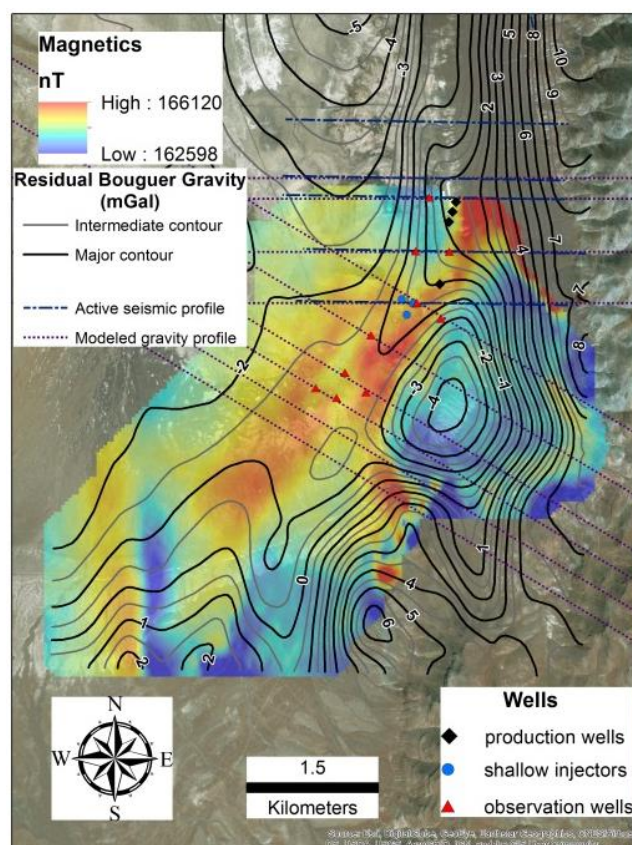 Magnetics
nT
High : 166120
Low : 162598
Residual Bouguer Gravity
(mGal)
Intermediate contour
Major contour
Active seismic profile
Modeled gravity profile
-5
-4
-3
2
3
5
8
10
9
6
7
4
7
8
-2
-2
-1
-3
-4
0
1
1
4
5
6
-2
2
N
W
E
S
1.5
Kilometers
Wells
production wells
shallow injectors
observation wells